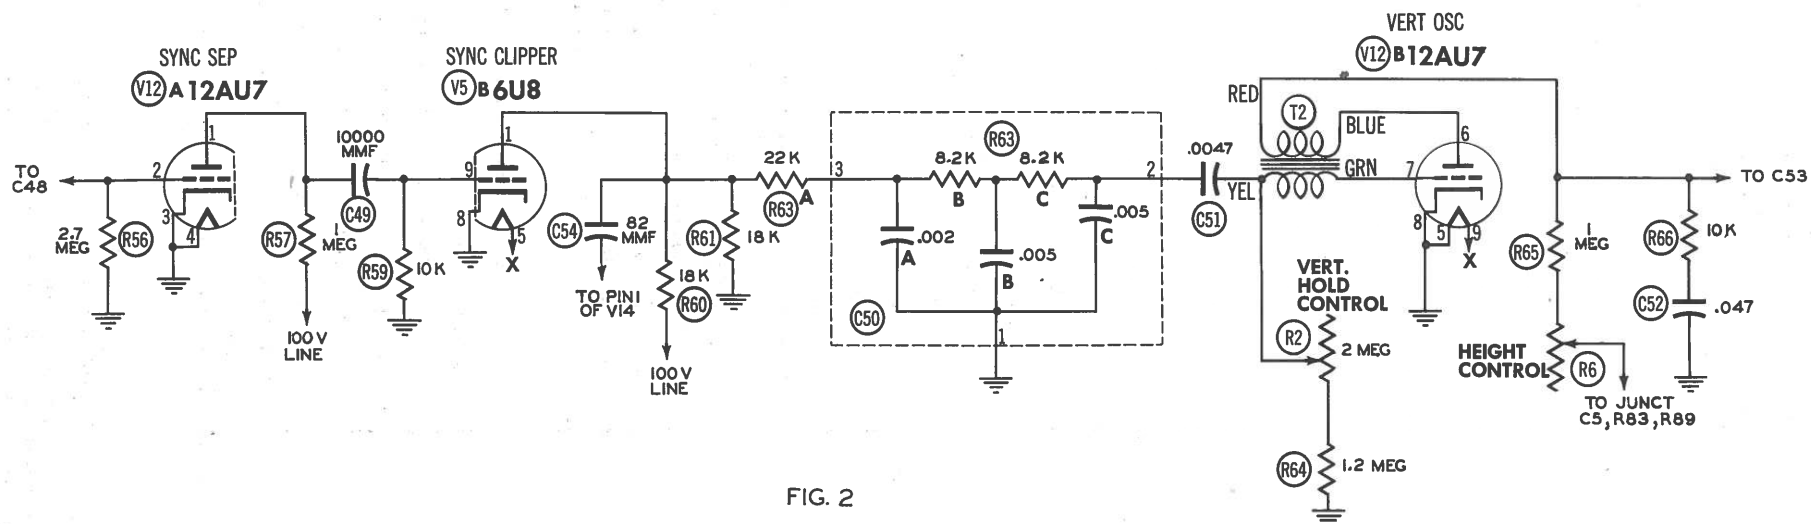 SYNC SEP
V12 A 12AU7
SYNC CLIPPER
V5 B 6U8
VERT OSC
V12 B 12AU7
TO
C48
2
1
3
4
2.7
MEG
R56
R57
1
MEG
100 V
LINE
10000
MMF
C49
R59
10 K
9
1
8
5
X
C54
82
MMF
TO PIN 1
OF V14
18 K
R60
100 V
LINE
R61
18 K
22 K
R63 A
3
R63
8.2 K
B
8.2 K
C
2
.002
A
.005
B
.005
C
C50
1
.0047
C51
RED
T2
BLUE
YEL
GRN
6
7
8
5
9
X
VERT.
HOLD
CONTROL
R2
2 MEG
R64
1.2 MEG
R65
1
MEG
HEIGHT
CONTROL
R6
TO JUNCT
C5, R83, R89
R66
10 K
C52
.047
TO C53
FIG. 2